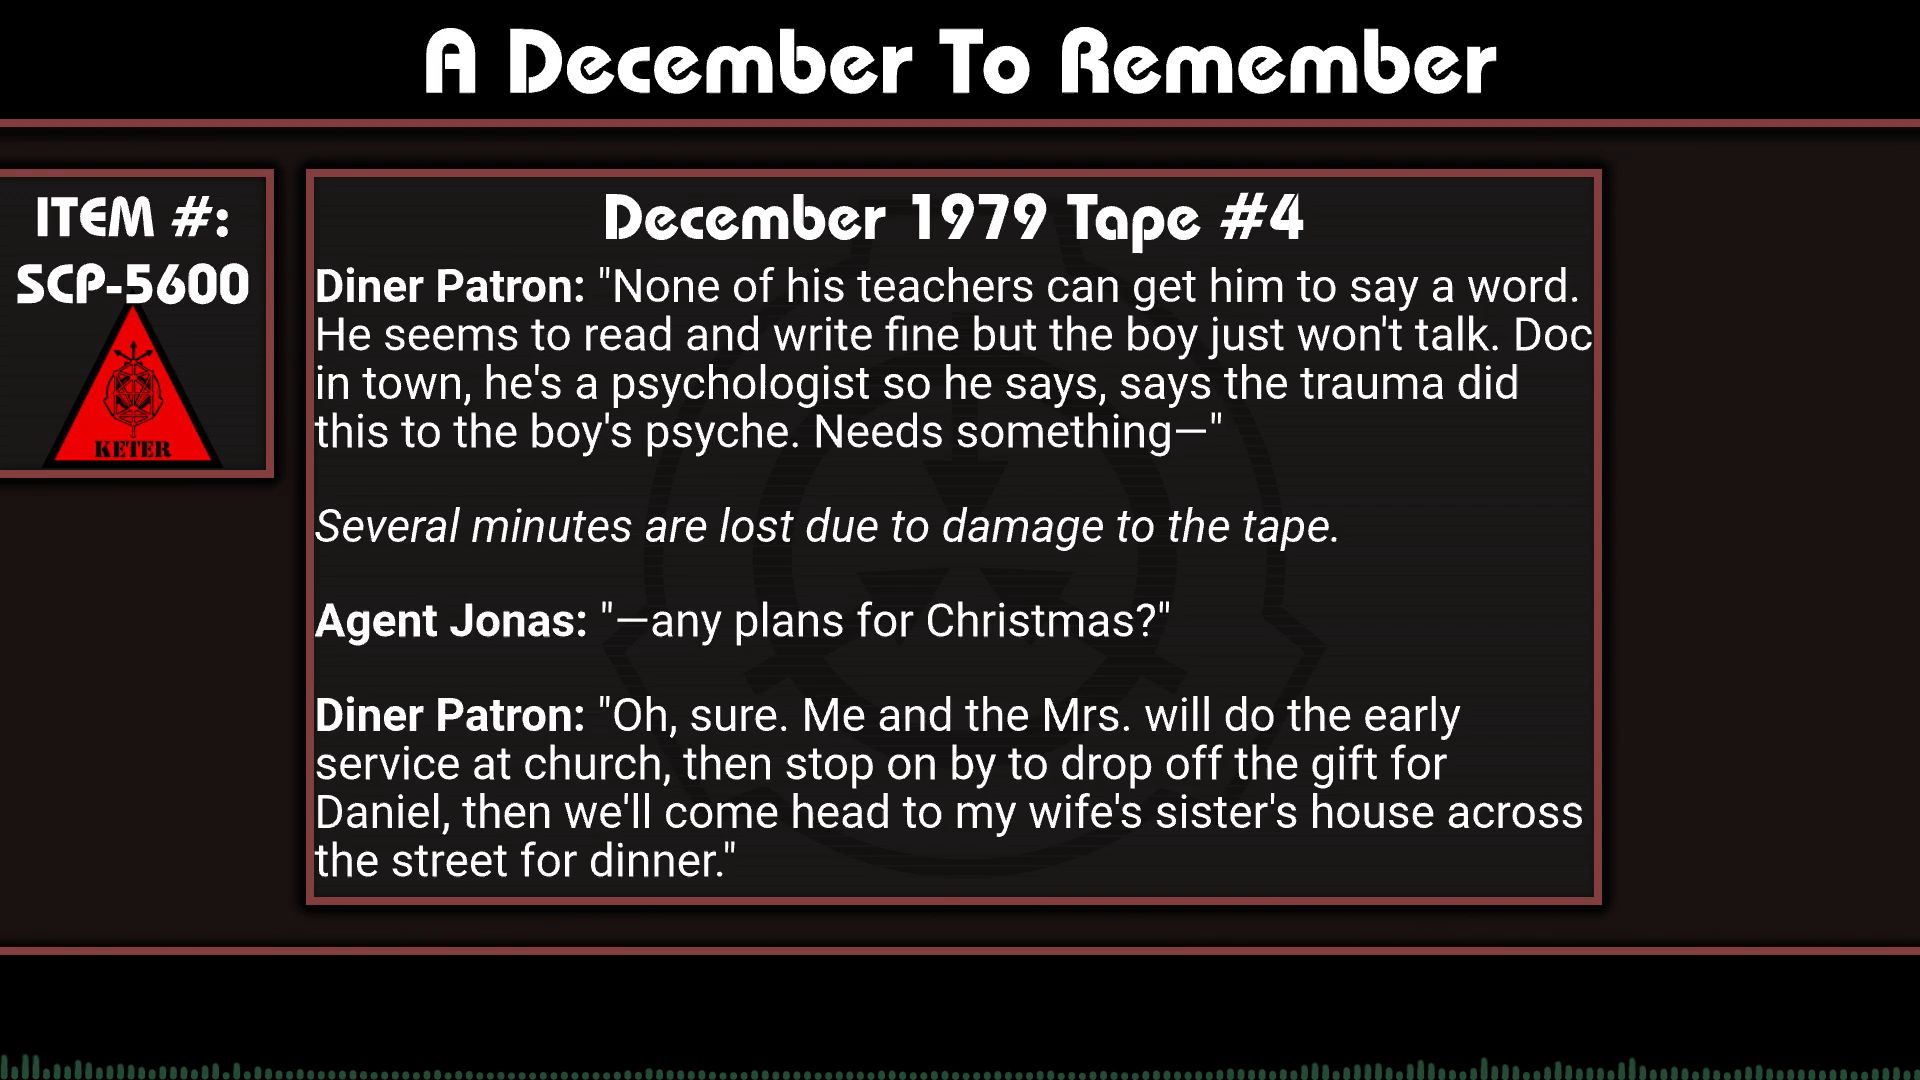 A December To Remember
ITEM #:
SCP-5600
KETER
December 1979 Tape #4
Diner Patron: "None of his teachers can get him to say a word.
He seems to read and write fine but the boy just won't talk. Doc
in town, he's a psychologist so he says, says the trauma did
this to the boy's psyche. Needs something—"
Several minutes are lost due to damage to the tape.
Agent Jonas: "—any plans for Christmas?"
Diner Patron: "Oh, sure. Me and the Mrs. will do the early
service at church, then stop on by to drop off the gift for
Daniel, then we'll come head to my wife's sister's house across
the street for dinner."